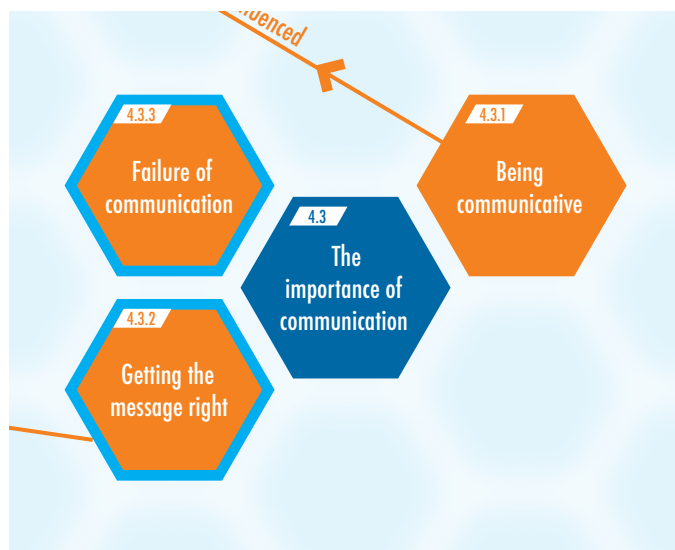 4.3.3
Failure of
communication
4.3.1
Being
communicative
4.3
The
importance of
communication
4.3.2
Getting the
message right